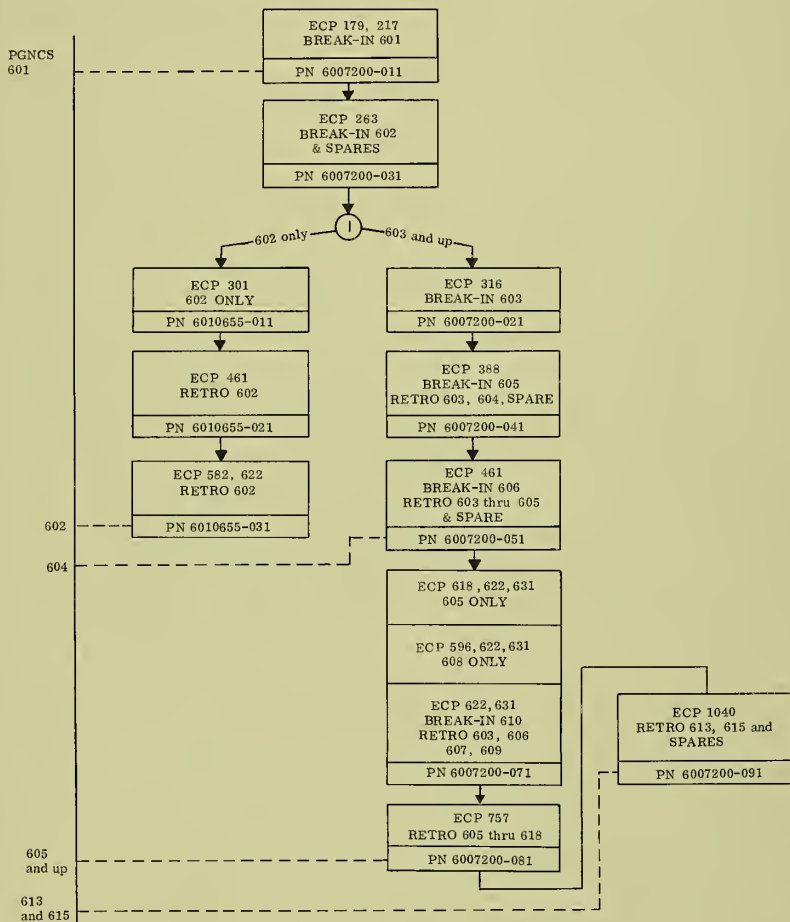 ECP 179, 217
BREAK-IN 601
PN 6007200-011
PGNCS
601
ECP 263
BREAK-IN 602
& SPARES
PN 6007200-031
I
602 only
603 and up
ECP 301
602 ONLY
PN 6010655-011
ECP 316
BREAK-IN 603
PN 6007200-021
ECP 461
RETRO 602
PN 6010655-021
ECP 388
BREAK-IN 605
RETRO 603, 604, SPARE
PN 6007200-041
ECP 582, 622
RETRO 602
PN 6010655-031
602
ECP 461
BREAK-IN 606
RETRO 603 thru 605
& SPARE
PN 6007200-051
604
ECP 618, 622, 631
605 ONLY
ECP 596, 622, 631
608 ONLY
ECP 622, 631
BREAK-IN 610
RETRO 603, 606
607, 609
PN 6007200-071
ECP 1040
RETRO 613, 615 and
SPARES
PN 6007200-091
ECP 757
RETRO 605 thru 618
PN 6007200-081
605
and up
613
and 615